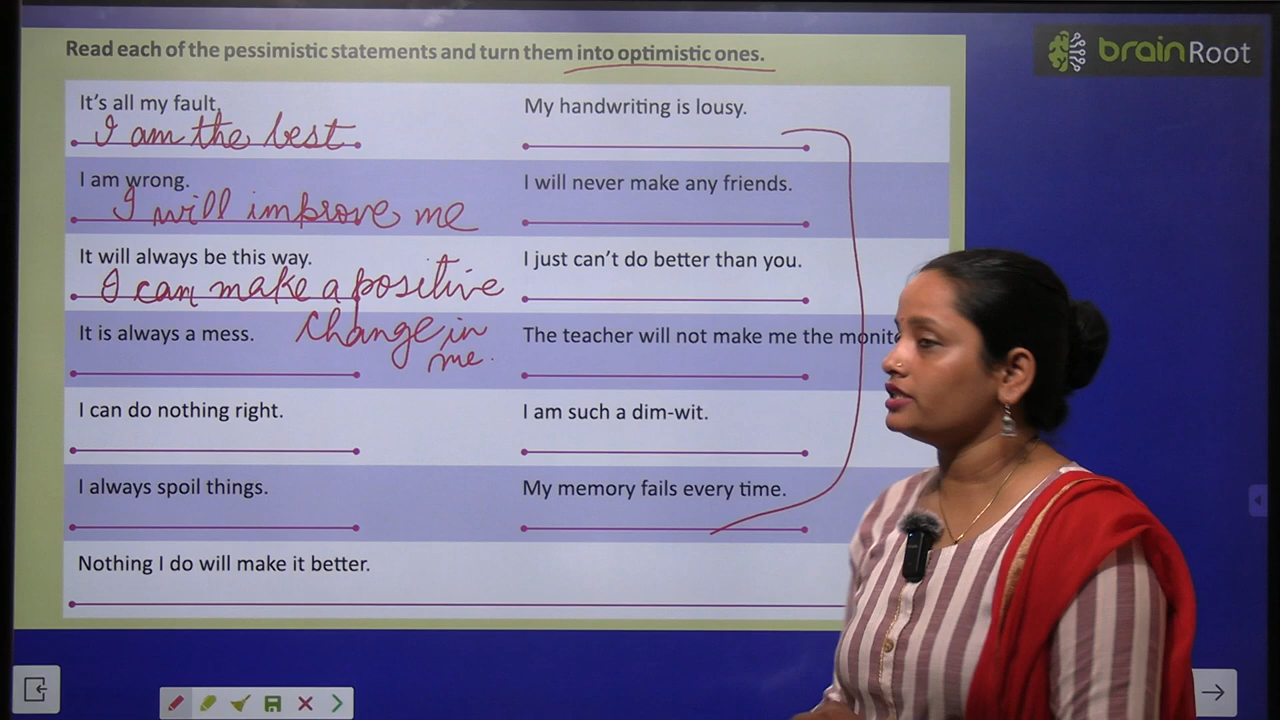 Read each of the pessimistic statements and turn them into optimistic ones.
brainRoot
It's all my fault,
I am the best
My handwriting is lousy.
I am wrong.
I will improve me
I will never make any friends.
It will always be this way.
I can make a positive
change in
me.
I just can't do better than you.
It is always a mess.
The teacher will not make me the
I can do nothing right.
I am such a dim-wit.
I always spoil things.
My memory fails every time.
Nothing I do will make it better.